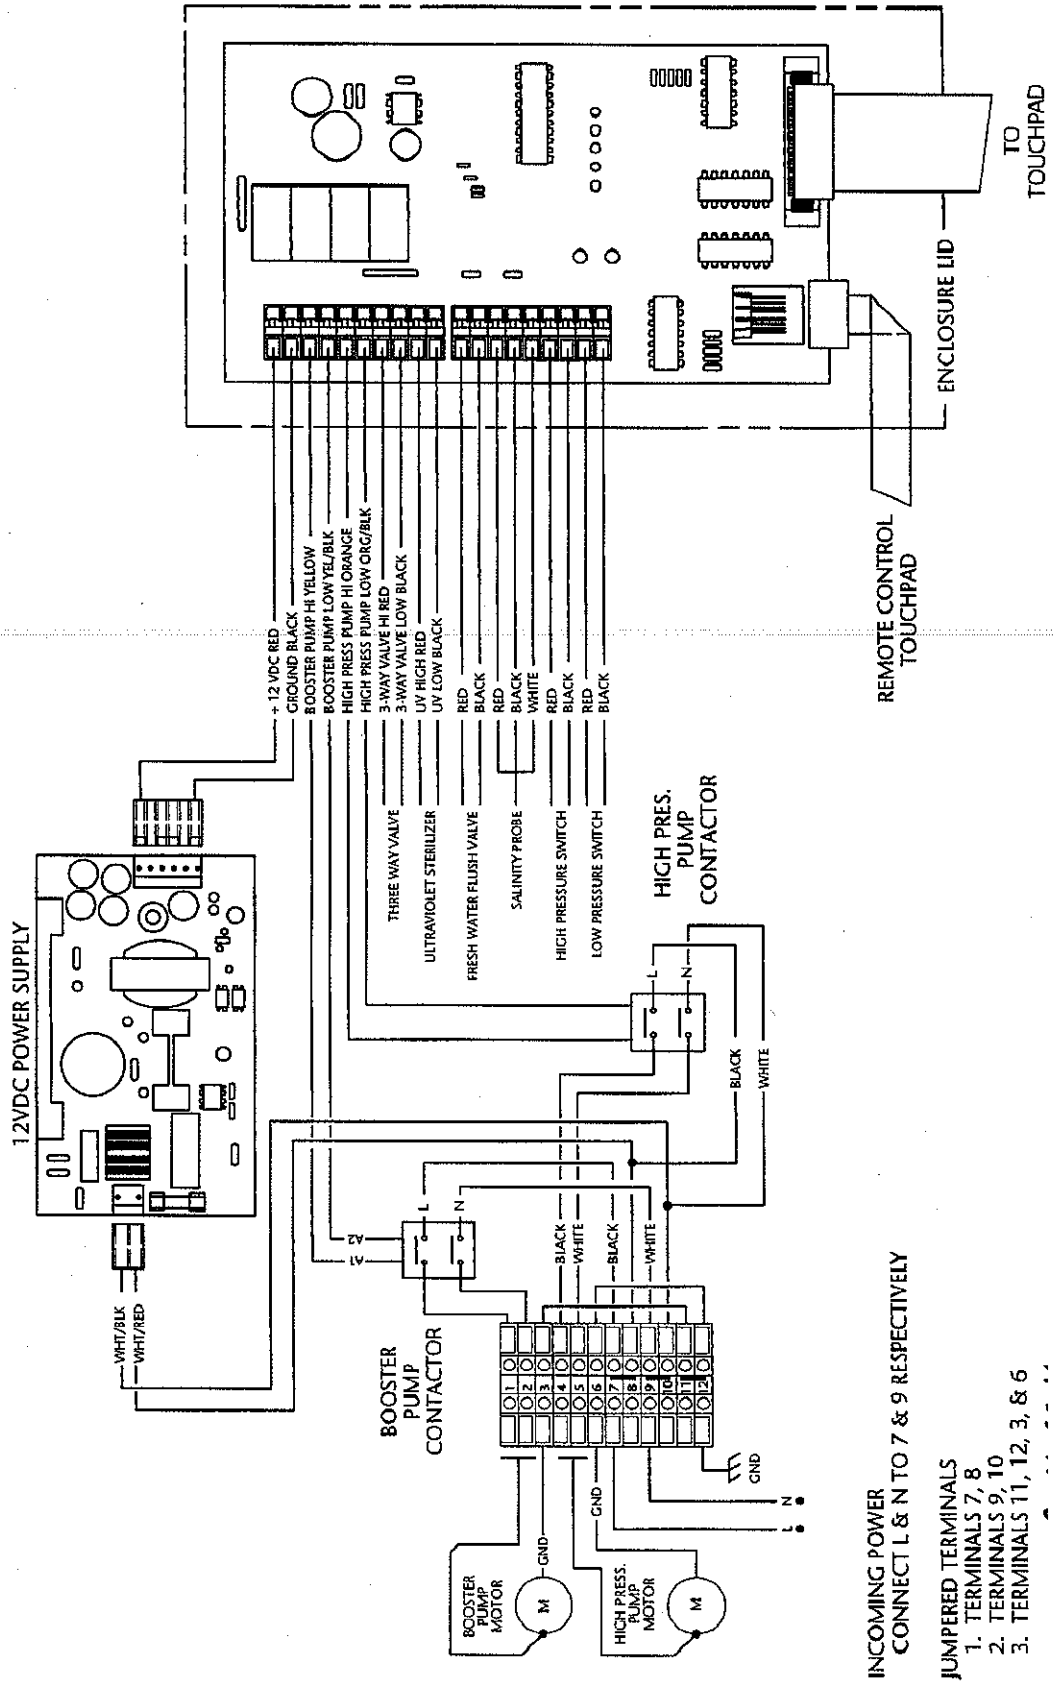 12VDC POWER SUPPLY
WHT/BLK
WHT/RED
+ 12 VDC RED
GROUND BLACK
BOOSTER PUMP HI YELLOW
BOOSTER PUMP LOW YEL/BLK
HIGH PRESS PUMP HI ORANGE
HIGH PRESS PUMP LOW ORG/BLK
3-WAY VALVE HI RED
3-WAY VALVE LOW BLACK
UV HIGH RED
UV LOW BLACK
RED
BLACK
RED
BLACK
WHITE
RED
BLACK
RED
BLACK
THREE WAY VALVE
ULTRAVIOLET STERILIZER
FRESH WATER FLUSH VALVE
SALINITY PROBE
HIGH PRESSURE SWITCH
LOW PRESSURE SWITCH
ENCLOSURE LID
TO
TOUCHPAD
REMOTE CONTROL
TOUCHPAD
HIGH PRES.
PUMP
CONTACTOR
L
N
BLACK
WHITE
A1
A2
L
N
BOOSTER
PUMP
CONTACTOR
BLACK
WHITE
BLACK
WHITE
1
2
3
4
5
6
7
8
9
10
11
12
BOOSTER
PUMP
MOTOR
M
GND
HIGH PRESS.
PUMP
MOTOR
M
GND
L
N
GND
INCOMING POWER
CONNECT L & N TO 7 & 9 RESPECTIVELY
JUMPERED TERMINALS
1. TERMINALS 7, 8
2. TERMINALS 9, 10
3. TERMINALS 11, 12, 3, & 6